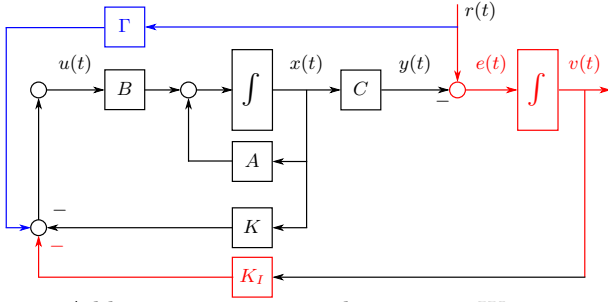 r(t)
Γ
u(t)
x(t)
y(t)
e(t)
v(t)
B
∫
C
−
∫
A
−
K
−
K_I